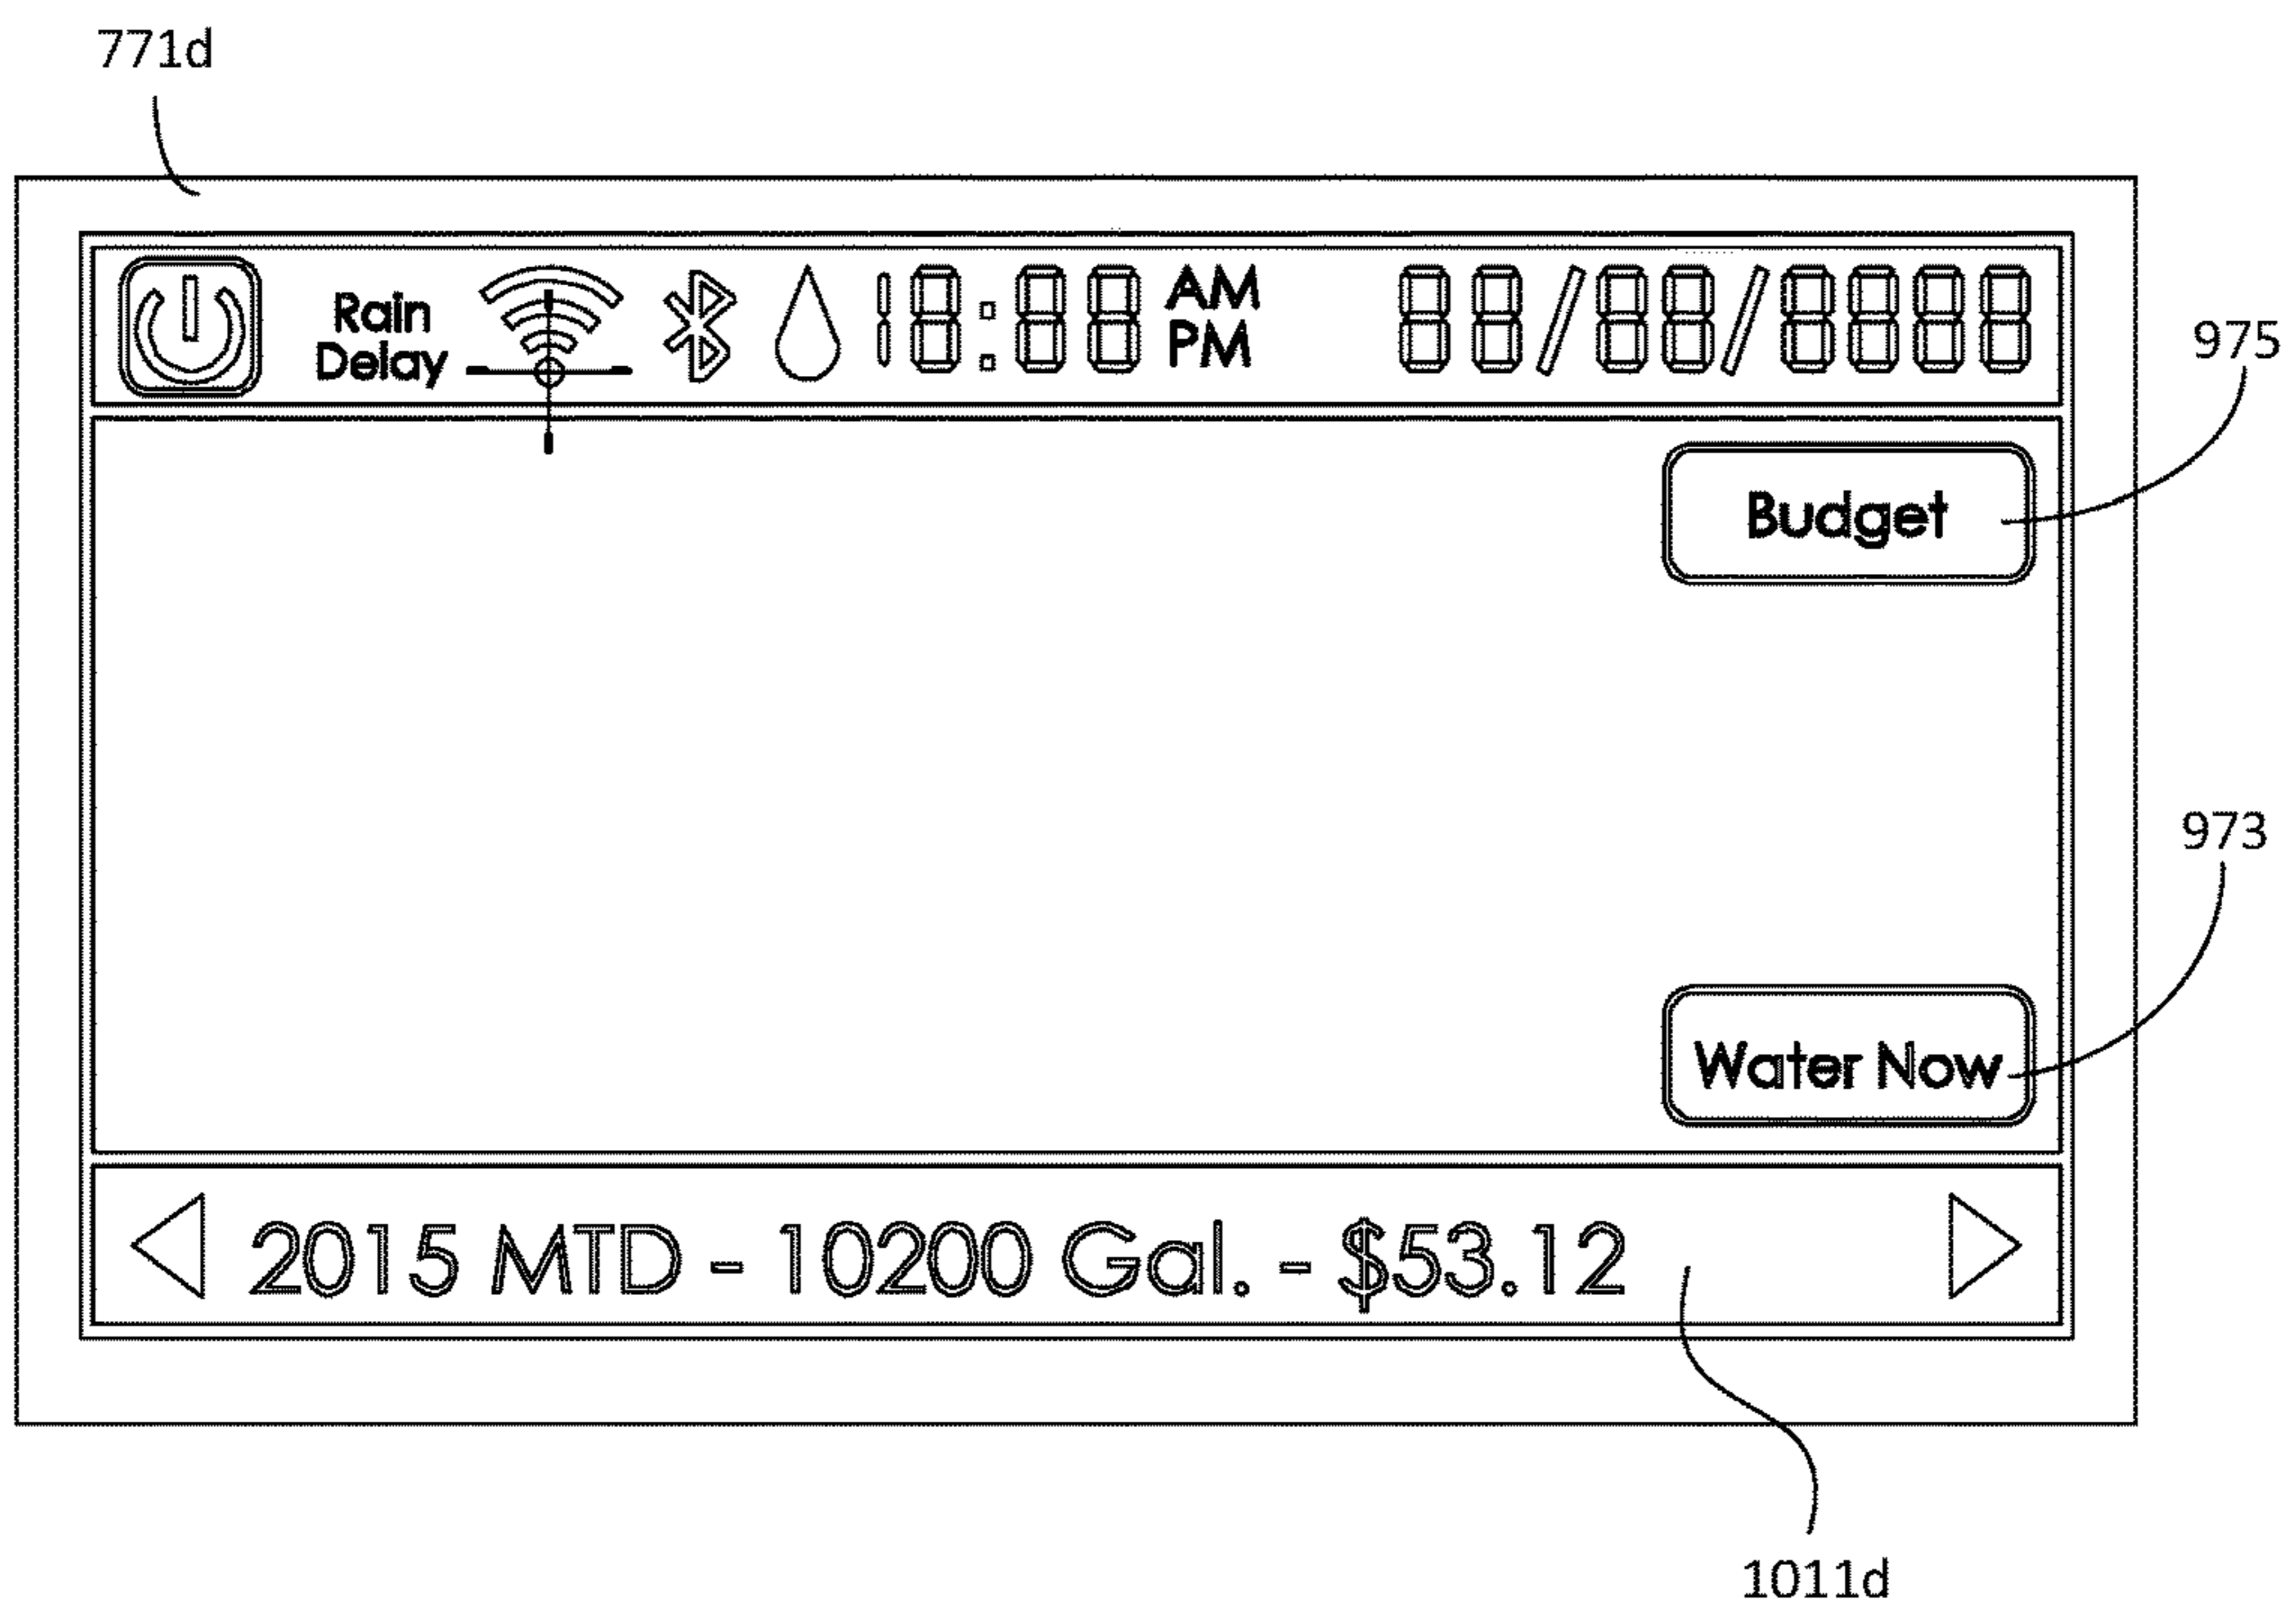 771d
Rain
Delay
18:88 AM
PM
88/88/8888
975
Budget
973
Water Now
2015 MTD - 10200 Gal. - $53.12
1011d